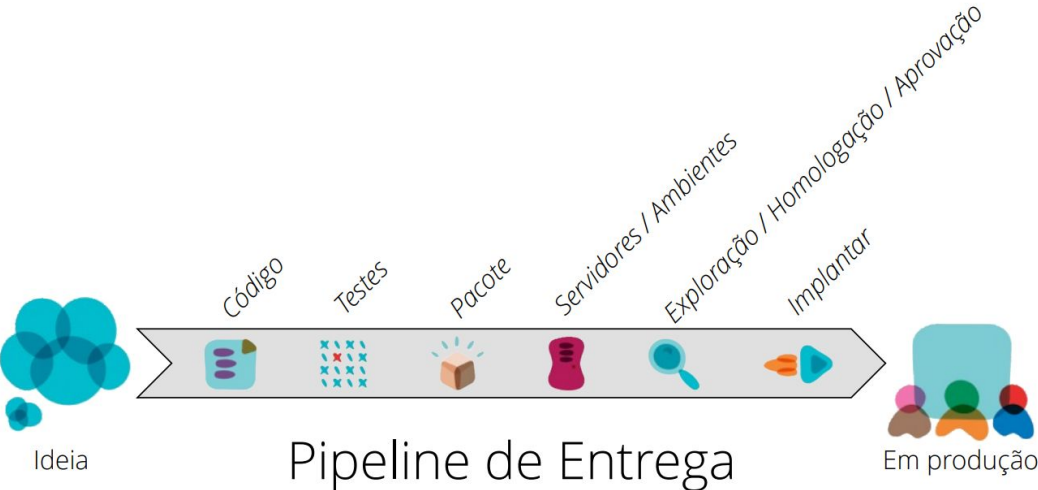 Código
Testes
Pacote
Servidores / Ambientes
Exploração / Homologação / Aprovação
Implantar
Ideia
Pipeline de Entrega
Em produção